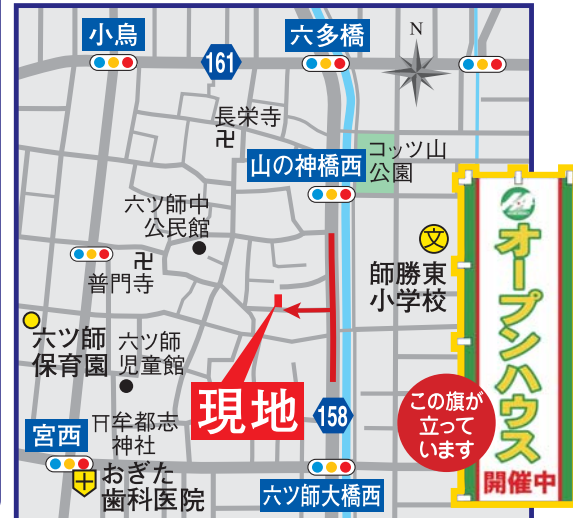 小鳥
六多橋
N
161
長栄寺
卍
山の神橋西
コッツ山
公園
六ツ師中
公民館
文
卍
普門寺
師勝東
小学校
六ツ師
保育園
六ツ師
児童館
現地
158
牟都志
神社
宮西
おぎた
歯科医院
六ツ師大橋西
オープンハウス
開催中
この旗が
立って
います